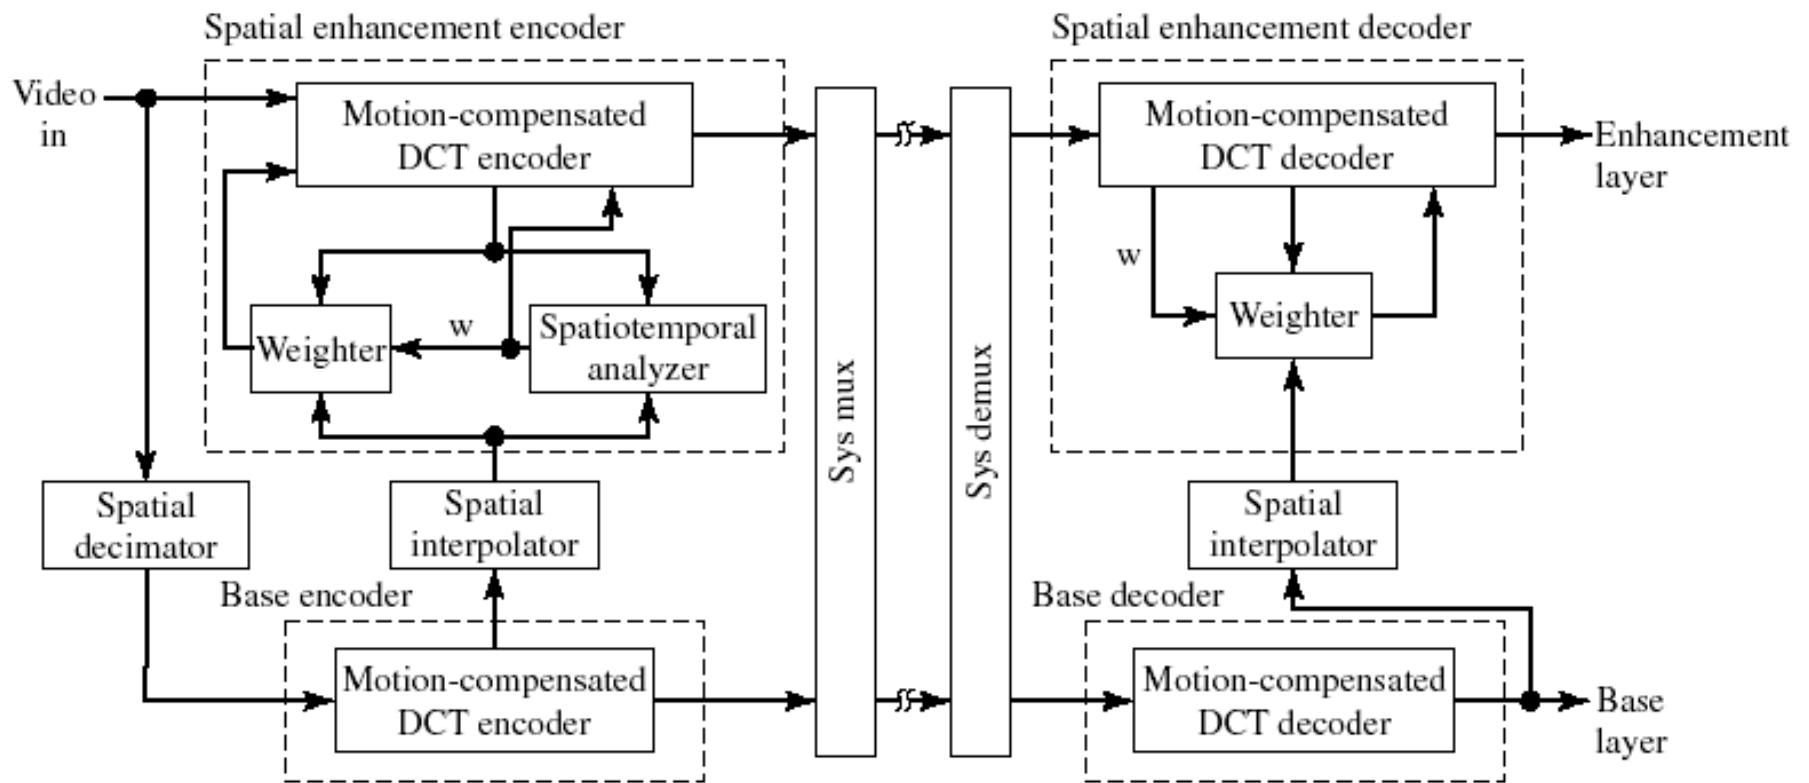 Spatial enhancement encoder
Spatial enhancement decoder
Video
in
Motion-compensated
DCT encoder
Motion-compensated
DCT decoder
Enhancement
layer
w
Weighter
Spatiotemporal
analyzer
w
Weighter
Sys mux
Sys demux
Spatial
decimator
Spatial
interpolator
Spatial
interpolator
Base encoder
Base decoder
Motion-compensated
DCT encoder
Motion-compensated
DCT decoder
Base
layer